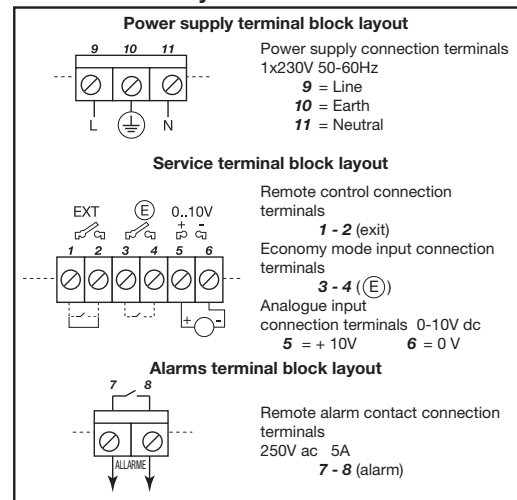 Power supply terminal block layout
9 10 11
L N
Power supply connection terminals
1x230V 50-60Hz
9 = Line
10 = Earth
11 = Neutral
Service terminal block layout
EXT E 0..10V
+ -
1 2 3 4 5 6
+ -
Remote control connection
terminals
1 - 2 (exit)
Economy mode input connection
terminals
3 - 4 (E)
Analogue input
connection terminals 0-10V dc
5 = + 10V 6 = 0 V
Alarms terminal block layout
7 8
ALLARME
Remote alarm contact connection
terminals
250V ac 5A
7 - 8 (alarm)